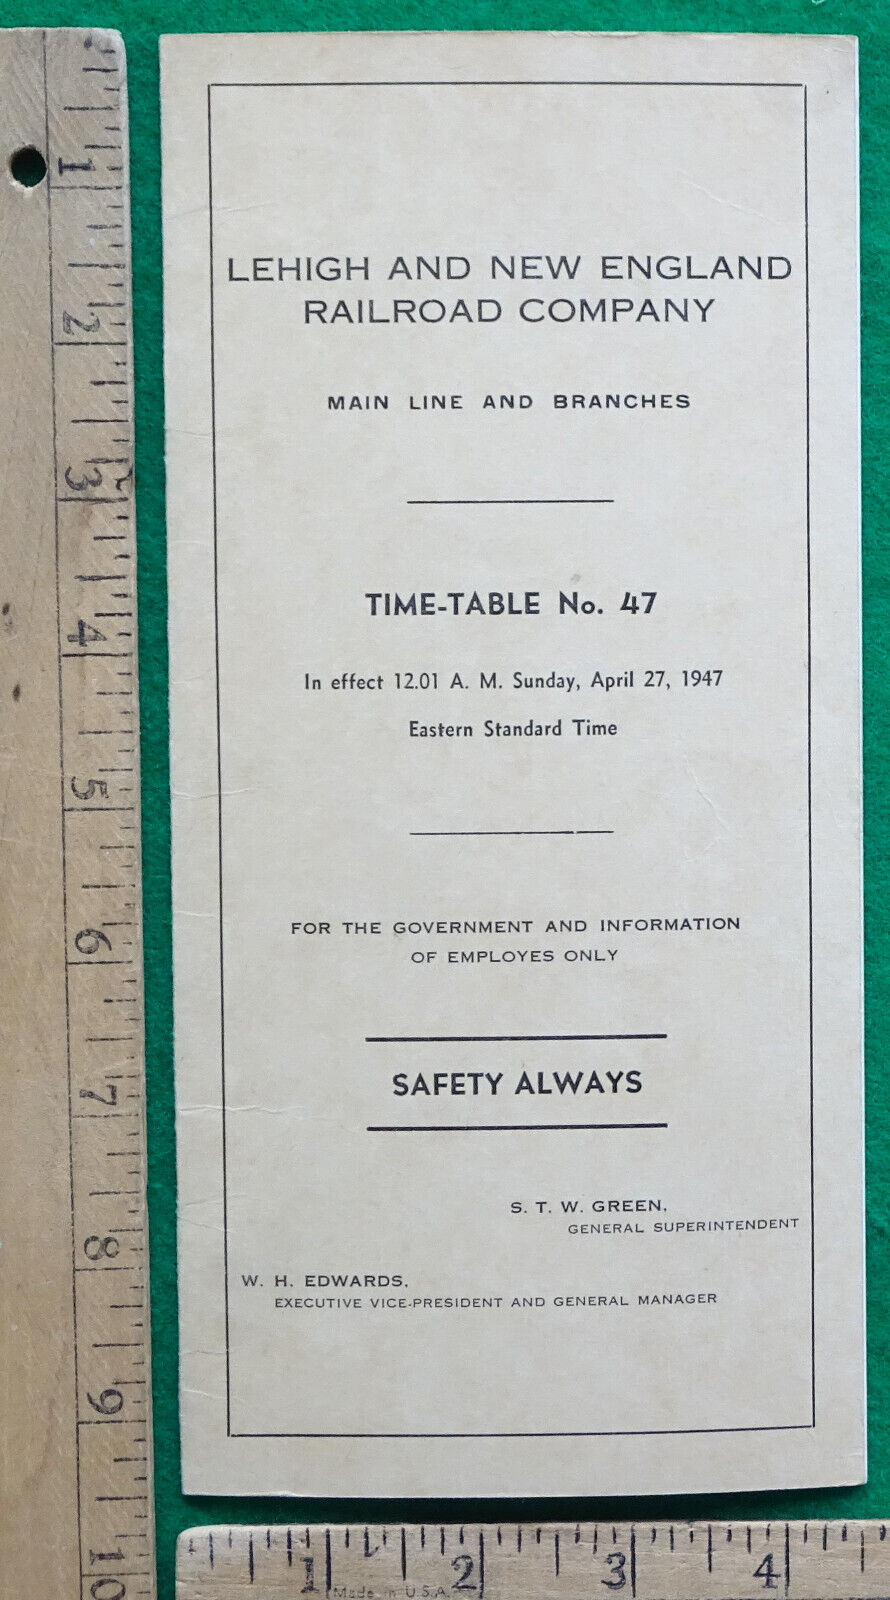 LEHIGH AND NEW ENGLAND
RAILROAD COMPANY
MAIN LINE AND BRANCHES
TIME-TABLE No. 47
In effect 12.01 A. M. Sunday, April 27, 1947
Eastern Standard Time
FOR THE GOVERNMENT AND INFORMATION
OF EMPLOYES ONLY
SAFETY ALWAYS
S. T. W. GREEN,
GENERAL SUPERINTENDENT
W. H. EDWARDS,
EXECUTIVE VICE-PRESIDENT AND GENERAL MANAGER
1
2
3
4
5
6
7
8
9
10
1 2 3 4
Made in U.S.A.